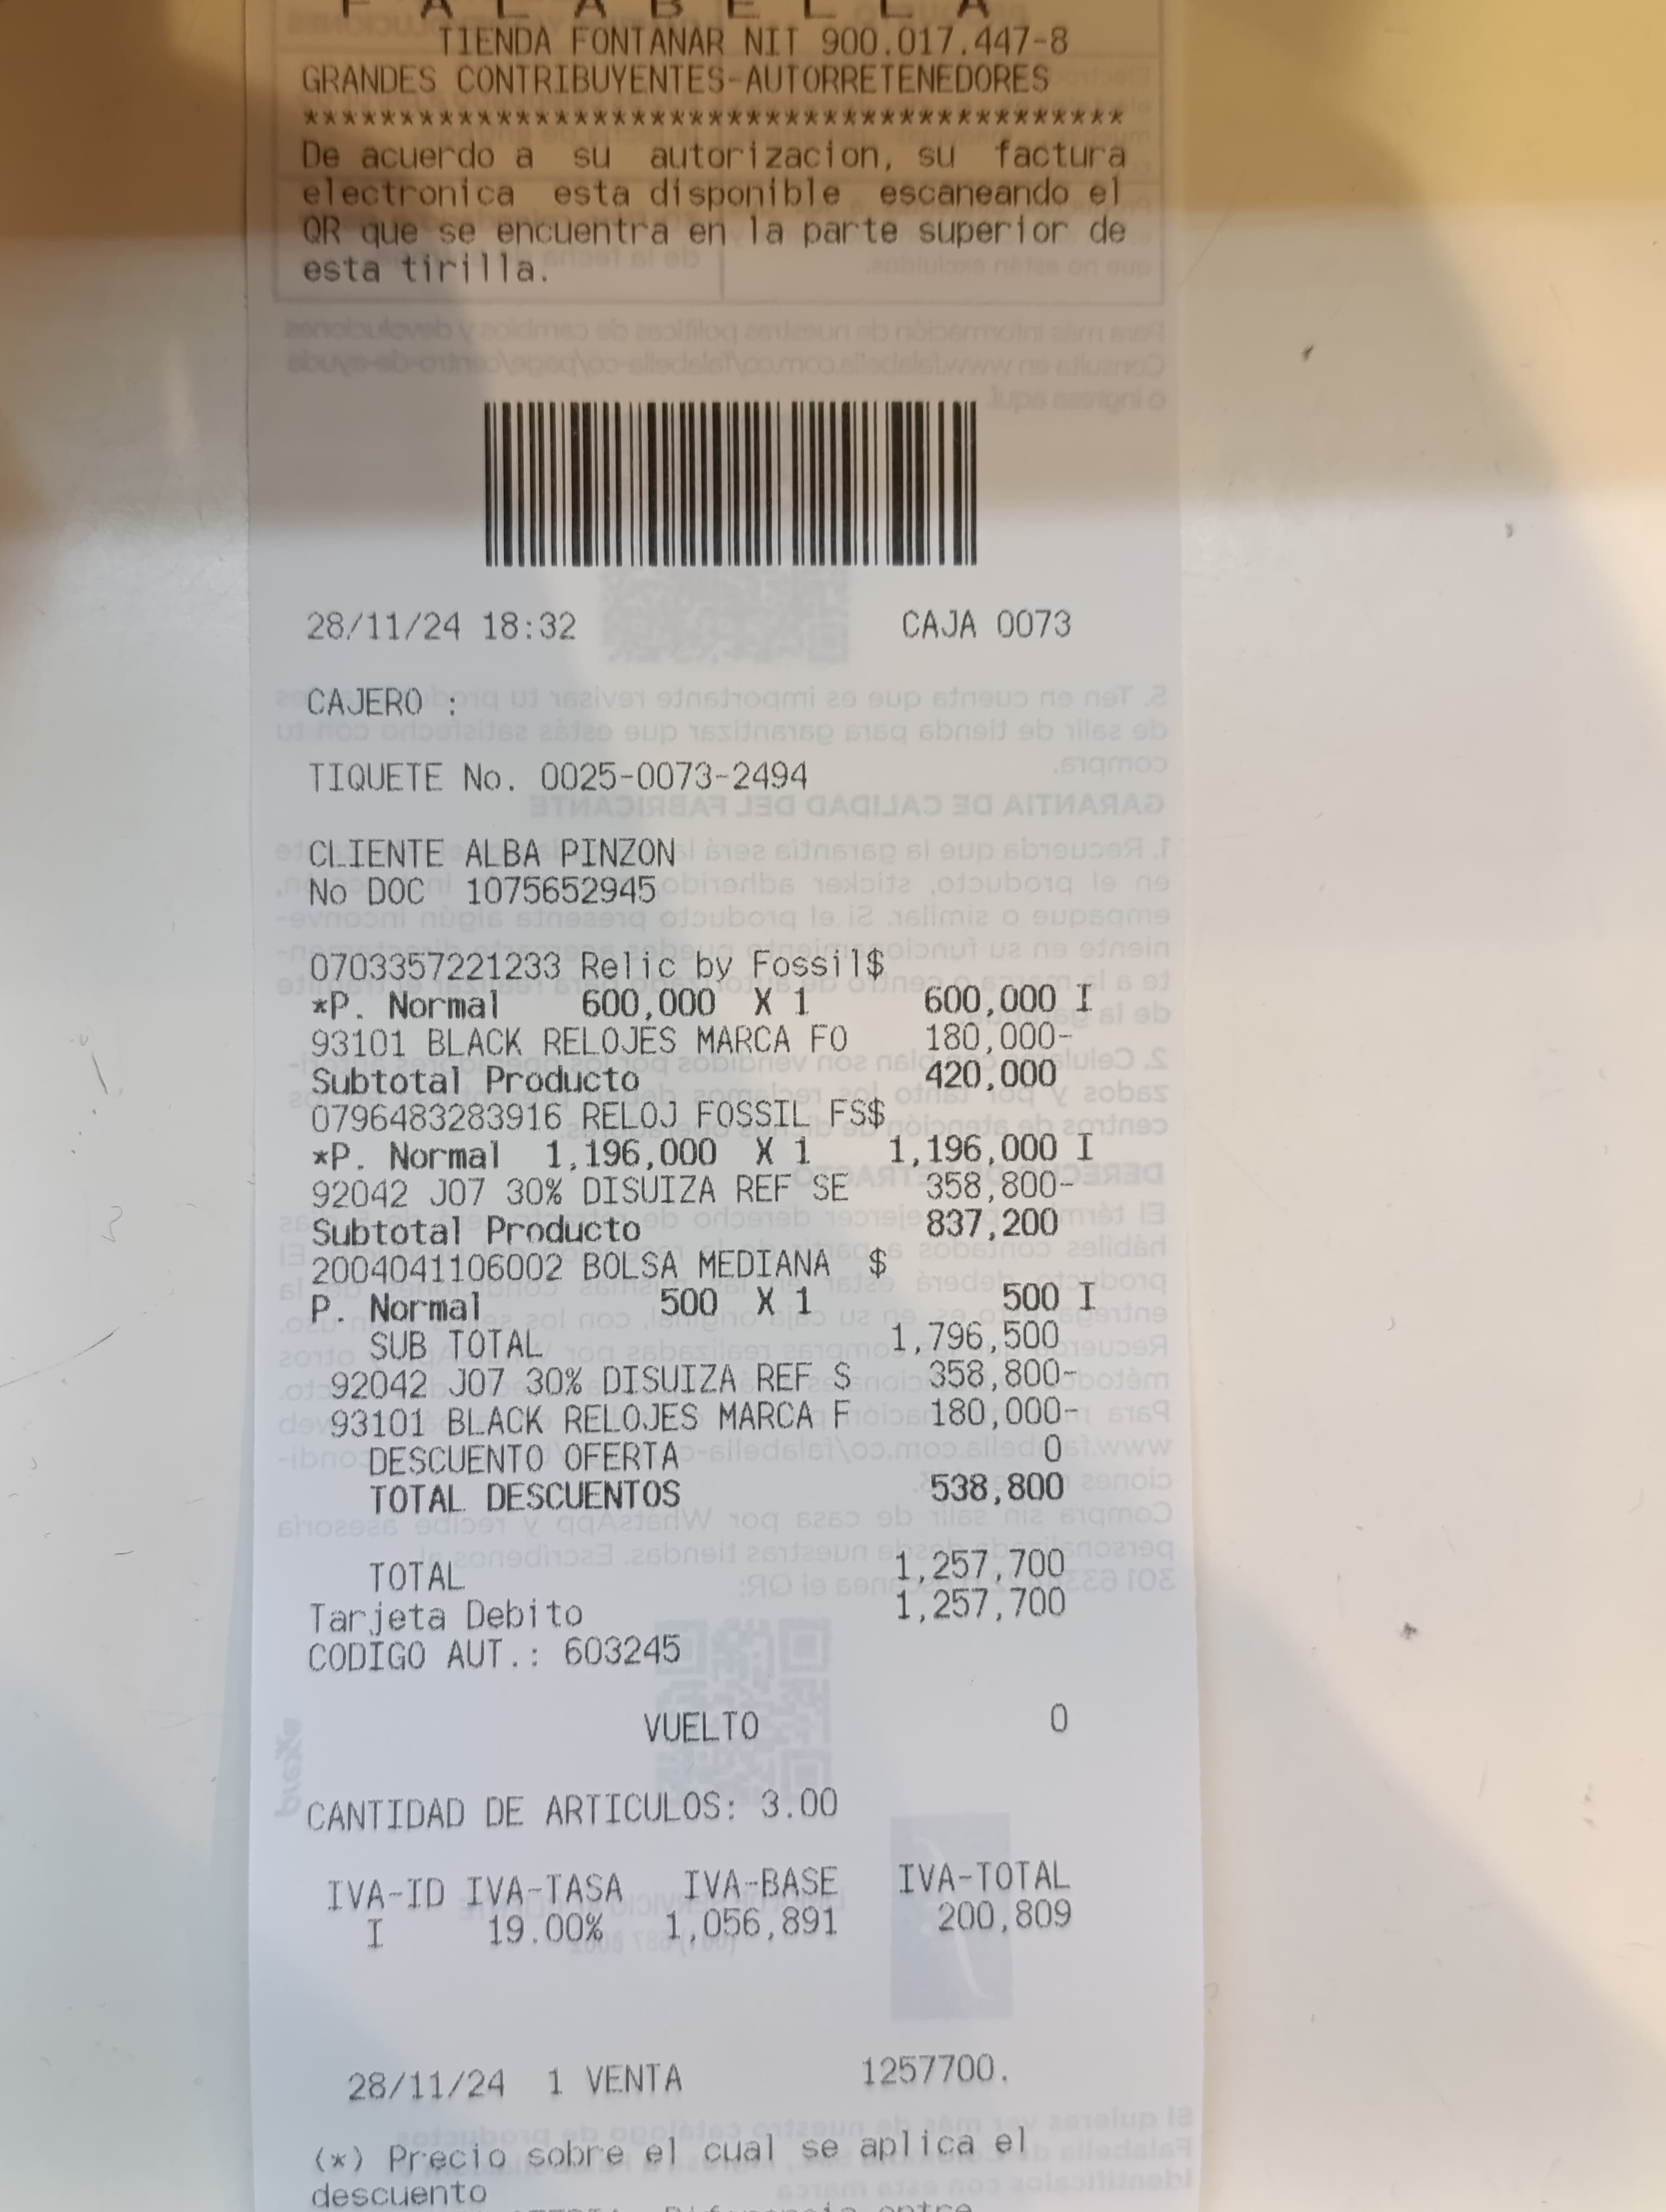 FALABELLA
TIENDA FONTANAR NIT 900.017.447-8
GRANDES CONTRIBUYENTES-AUTORRETENEDORES
******************************************
De acuerdo a su autorizacion, su factura
electronica esta disponible escaneando el
QR que se encuentra en la parte superior de
esta tirilla.
28/11/24 18:32 CAJA 0073
CAJERO :
TIQUETE No. 0025-0073-2494
CLIENTE ALBA PINZON
No DOC 1075652945
0703357221233 Relic by Fossil$
*P. Normal 600,000 X 1 600,000 I
93101 BLACK RELOJES MARCA FO 180,000-
Subtotal Producto 420,000
0796483283916 RELOJ FOSSIL FS$
*P. Normal 1,196,000 X 1 1,196,000 I
92042 J07 30% DISUIZA REF SE 358,800-
Subtotal Producto 837,200
2004041106002 BOLSA MEDIANA $
P. Normal 500 X 1 500 I
SUB TOTAL 1,796,500
92042 J07 30% DISUIZA REF S 358,800-
93101 BLACK RELOJES MARCA F 180,000-
DESCUENTO OFERTA 0
TOTAL DESCUENTOS 538,800
TOTAL 1,257,700
Tarjeta Debito 1,257,700
CODIGO AUT.: 603245
VUELTO 0
CANTIDAD DE ARTICULOS: 3.00
IVA-ID IVA-TASA IVA-BASE IVA-TOTAL
I 19.00% 1,056,891 200,809
28/11/24 1 VENTA 1257700.
(*) Precio sobre el cual se aplica el
descuento